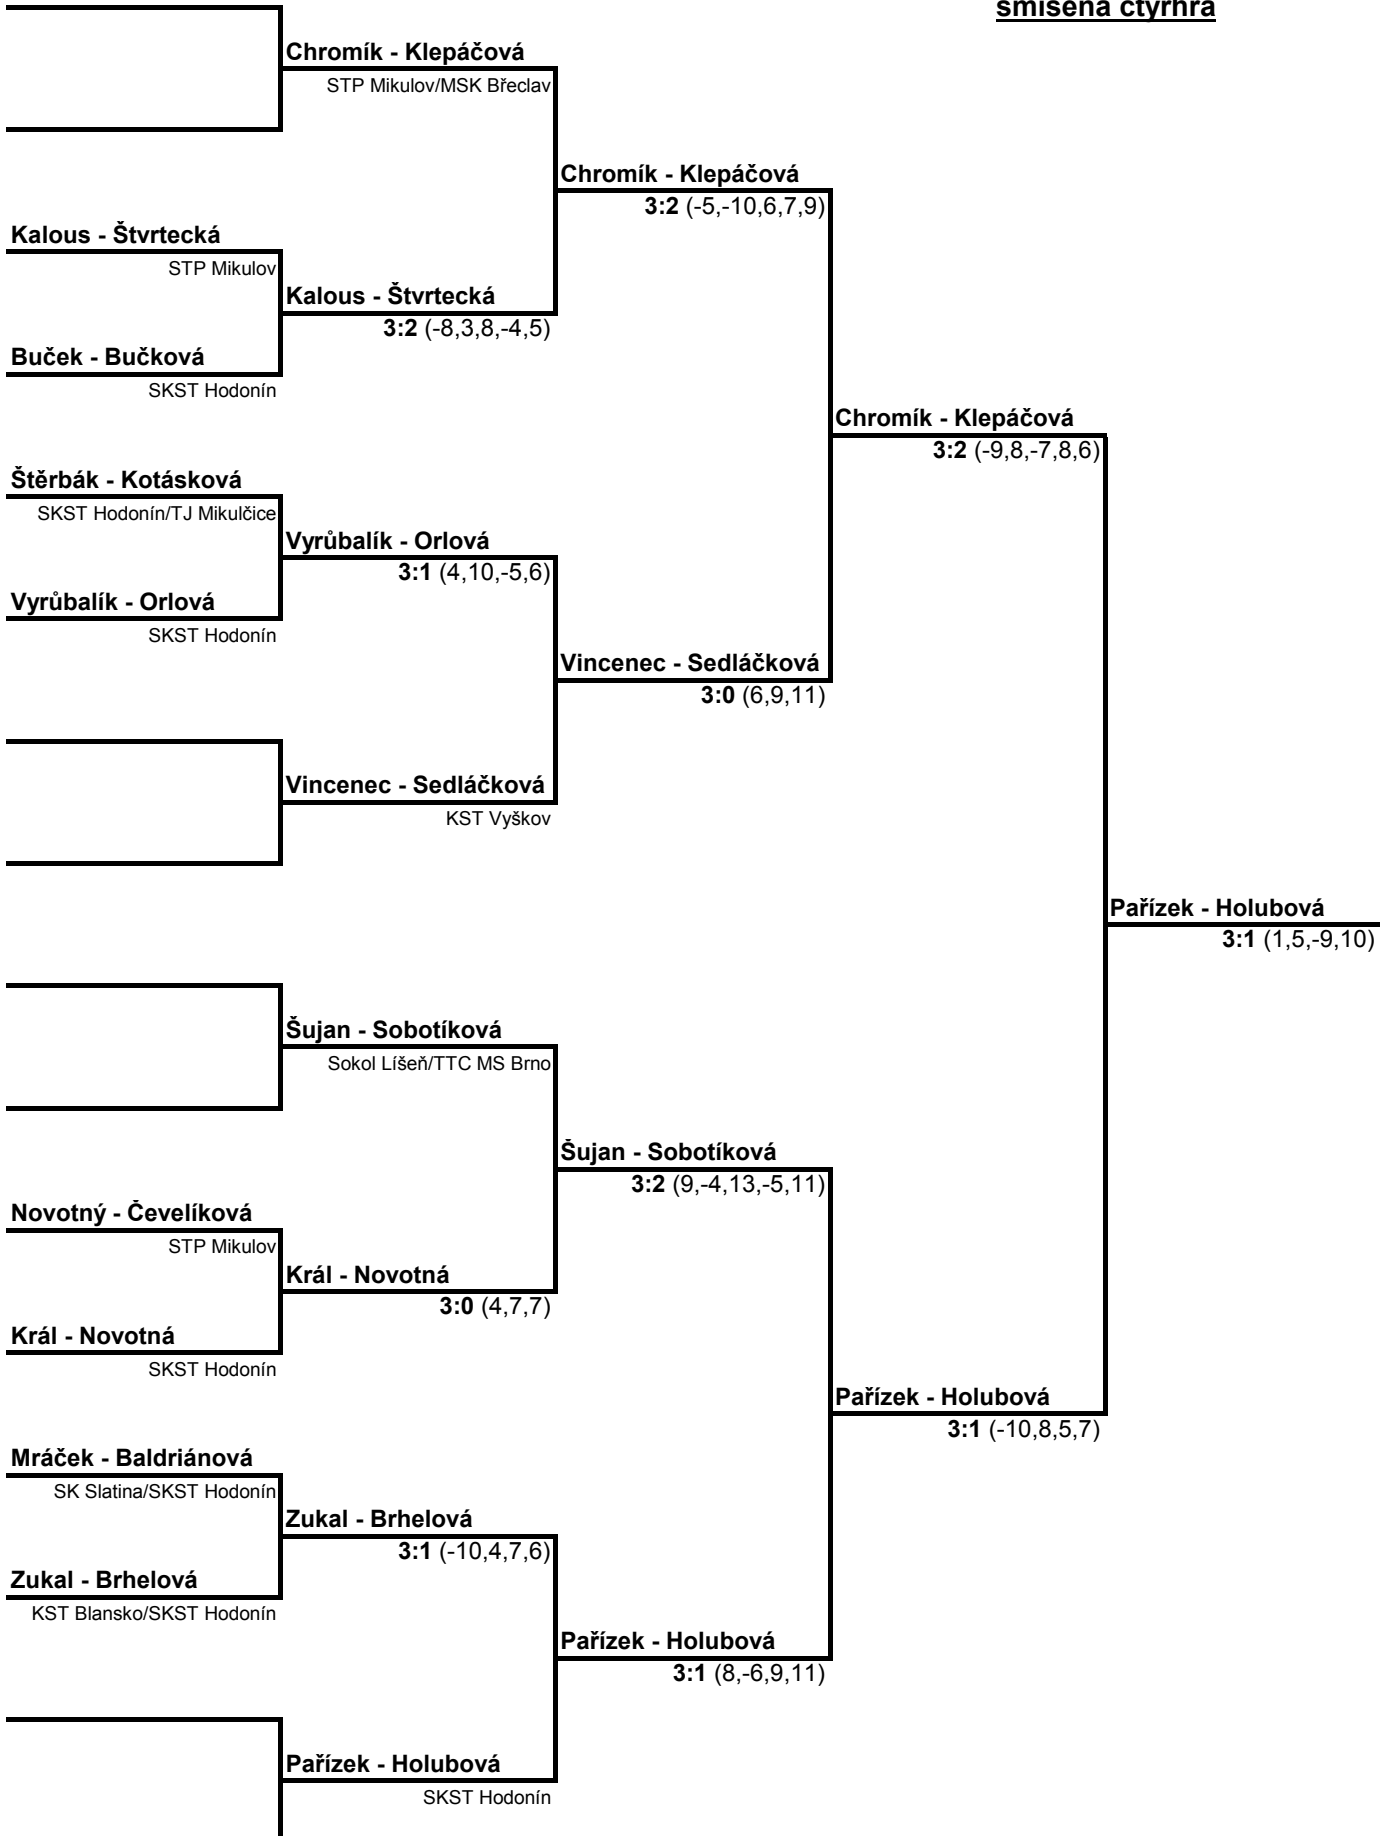 smíšená čtyřhra
Chromík - Klepáčová
STP Mikulov/MSK Břeclav
Chromík - Klepáčová
3:2 (-5,-10,6,7,9)
Kalous - Štvrtecká
STP Mikulov
Kalous - Štvrtecká
3:2 (-8,3,8,-4,5)
Buček - Bučková
SKST Hodonín
Chromík - Klepáčová
3:2 (-9,8,-7,8,6)
Štěrbák - Kotásková
SKST Hodonín/TJ Mikulčice
Vyrůbalík - Orlová
3:1 (4,10,-5,6)
Vyrůbalík - Orlová
SKST Hodonín
Vincenec - Sedláčková
3:0 (6,9,11)
Vincenec - Sedláčková
KST Vyškov
Pařízek - Holubová
3:1 (1,5,-9,10)
Šujan - Sobotíková
Sokol Líšeň/TTC MS Brno
Šujan - Sobotíková
3:2 (9,-4,13,-5,11)
Novotný - Čevelíková
STP Mikulov
Král - Novotná
3:0 (4,7,7)
Král - Novotná
SKST Hodonín
Pařízek - Holubová
3:1 (-10,8,5,7)
Mráček - Baldriánová
SK Slatina/SKST Hodonín
Zukal - Brhelová
3:1 (-10,4,7,6)
Zukal - Brhelová
KST Blansko/SKST Hodonín
Pařízek - Holubová
3:1 (8,-6,9,11)
Pařízek - Holubová
SKST Hodonín